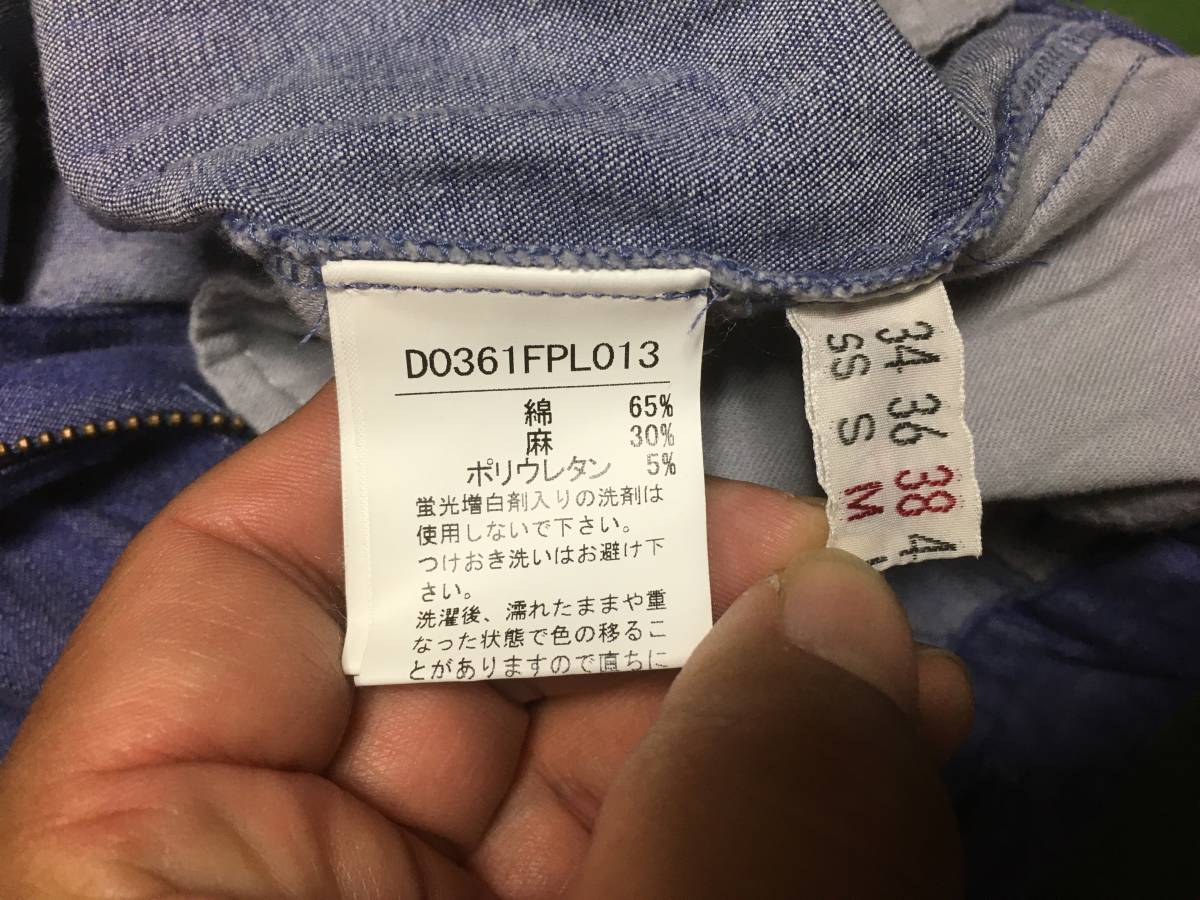 D0361FPL013
綿 65%
麻 30%
ポリウレタン 5%
蛍光増白剤入りの洗剤は
使用しないで下さい。
つけおき洗いはお避け下
さい。
洗濯後、濡れたままや重
なった状態で色の移るこ
とがありますので直ちに
34 36 38 4
SS S M